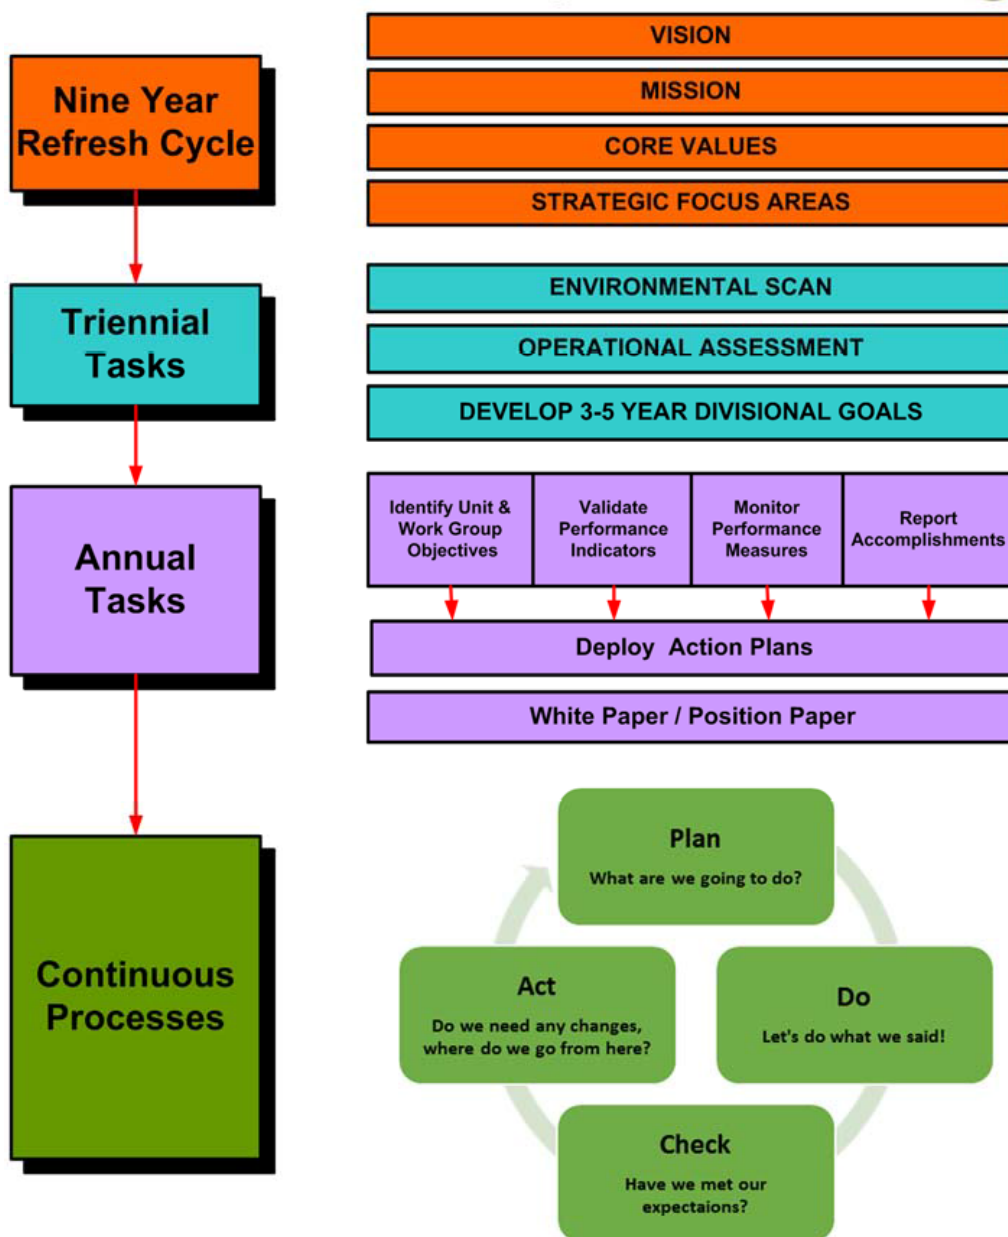 Nine Year
Refresh Cycle
VISION
MISSION
CORE VALUES
STRATEGIC FOCUS AREAS
Triennial
Tasks
ENVIRONMENTAL SCAN
OPERATIONAL ASSESSMENT
DEVELOP 3-5 YEAR DIVISIONAL GOALS
Annual
Tasks
Identify Unit &
Work Group
Objectives
Validate
Performance
Indicators
Monitor
Performance
Measures
Report
Accomplishments
Deploy Action Plans
White Paper / Position Paper
Continuous
Processes
Plan
What are we going to do?
Do
Let's do what we said!
Check
Have we met our
expectaions?
Act
Do we need any changes,
where do we go from here?